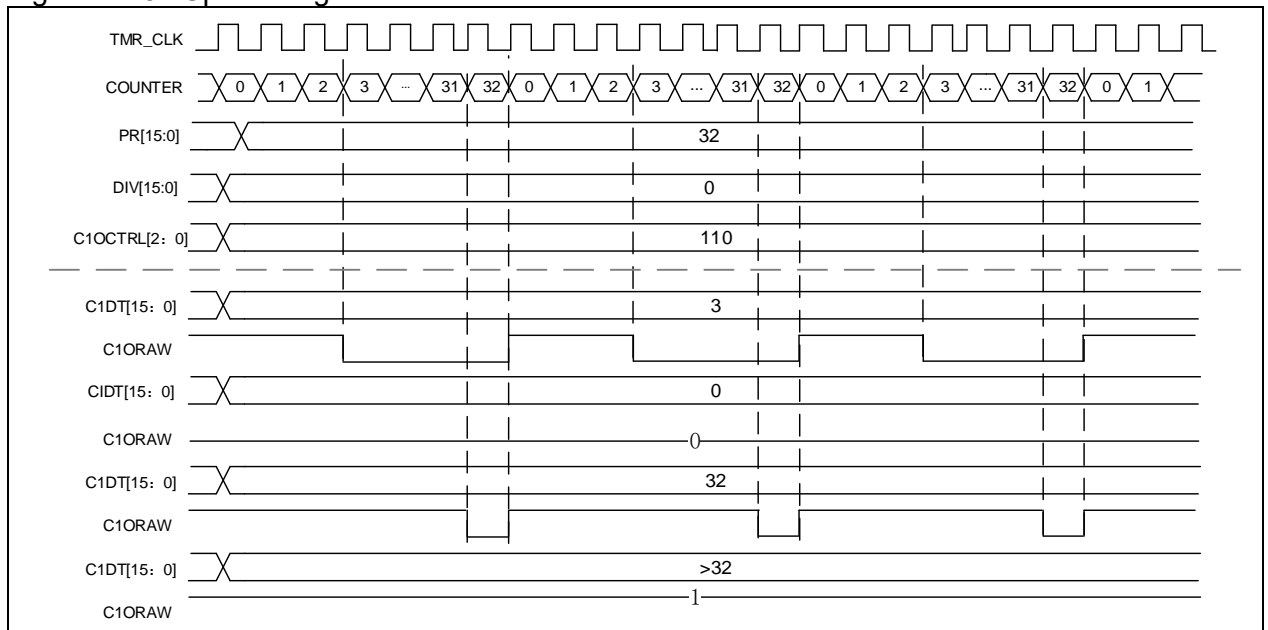 TMR_CLK
COUNTER 0 1 2 3 ... 31 32 0 1 2 3 ... 31 32 0 1 2 3 ... 31 32 0 1
PR[15:0] 32
DIV[15:0] 0
C1OCTRL[2：0] 110
C1DT[15：0] 3
C1ORAW
CIDT[15：0] 0
C1ORAW 0
C1DT[15：0] 32
C1ORAW
C1DT[15：0] >32
C1ORAW 1